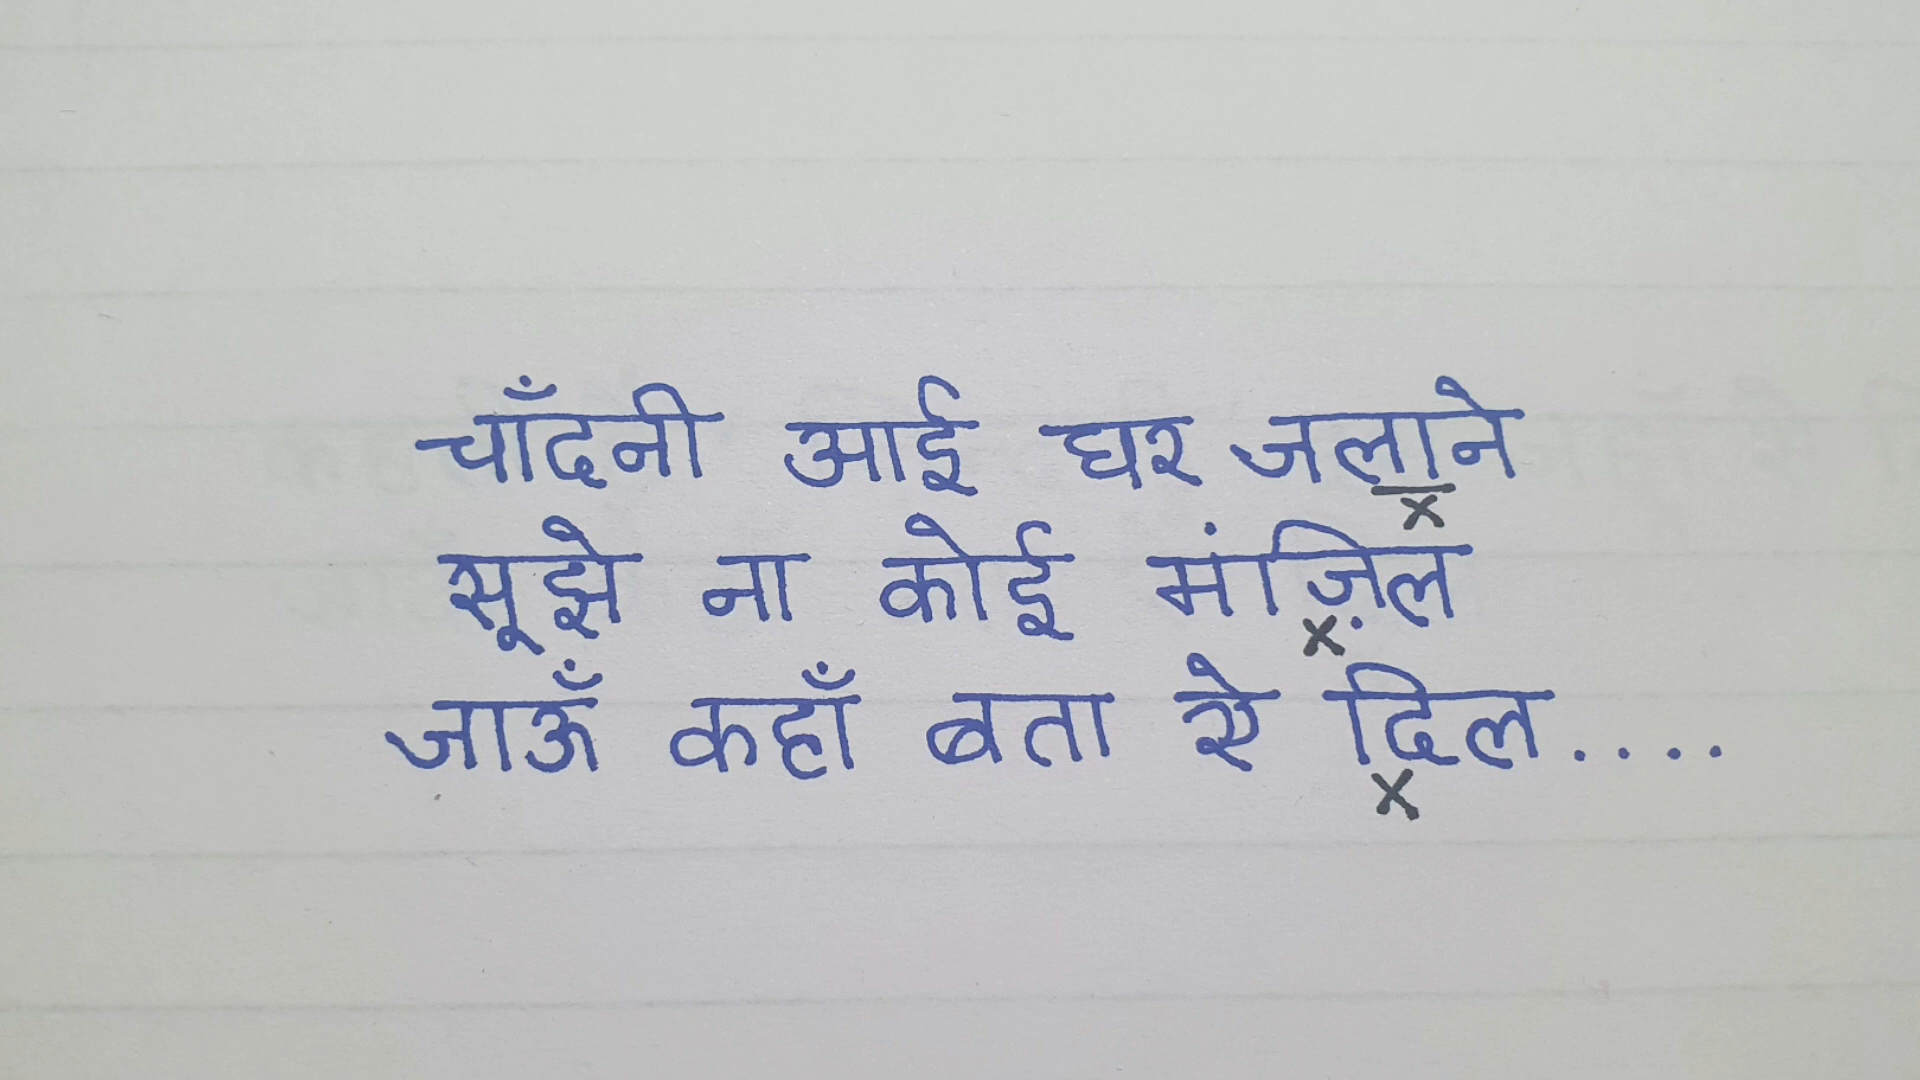 चाँदनी आई घर जलाने
सूझे ना कोई मंज़िल
जाऊँ कहाँ बता ऐ दिल....